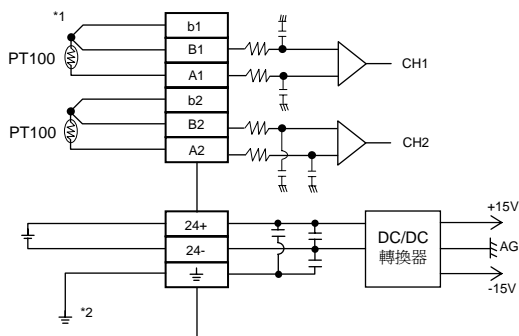 *1
b1
PT100
B1
CH1
A1
b2
PT100
B2
CH2
A2
24+
+15V
24-
DC/DC
轉換器
AG
*2
-15V